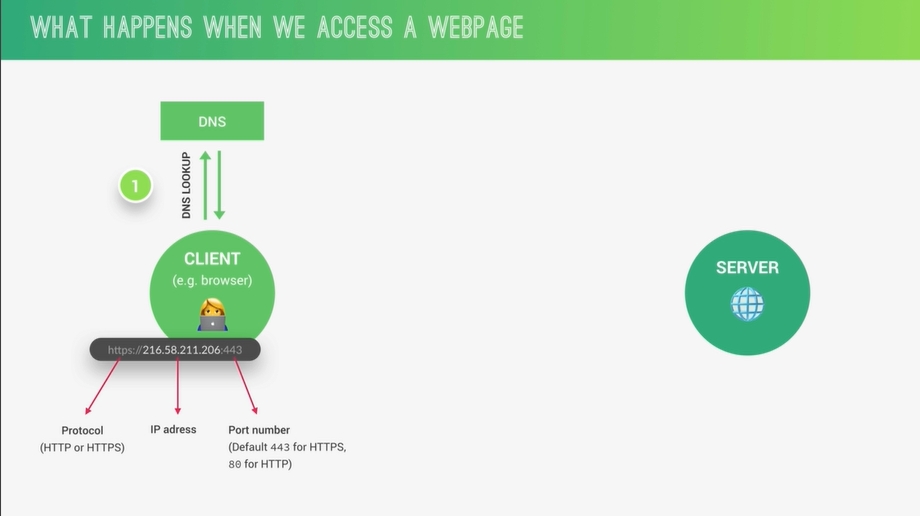 WHAT HAPPENS WHEN WE ACCESS A WEBPAGE
DNS
1
DNS LOOKUP
CLIENT
(e.g. browser)
SERVER
https://216.58.211.206:443
Protocol
(HTTP or HTTPS)
IP adress
Port number
(Default 443 for HTTPS,
80 for HTTP)